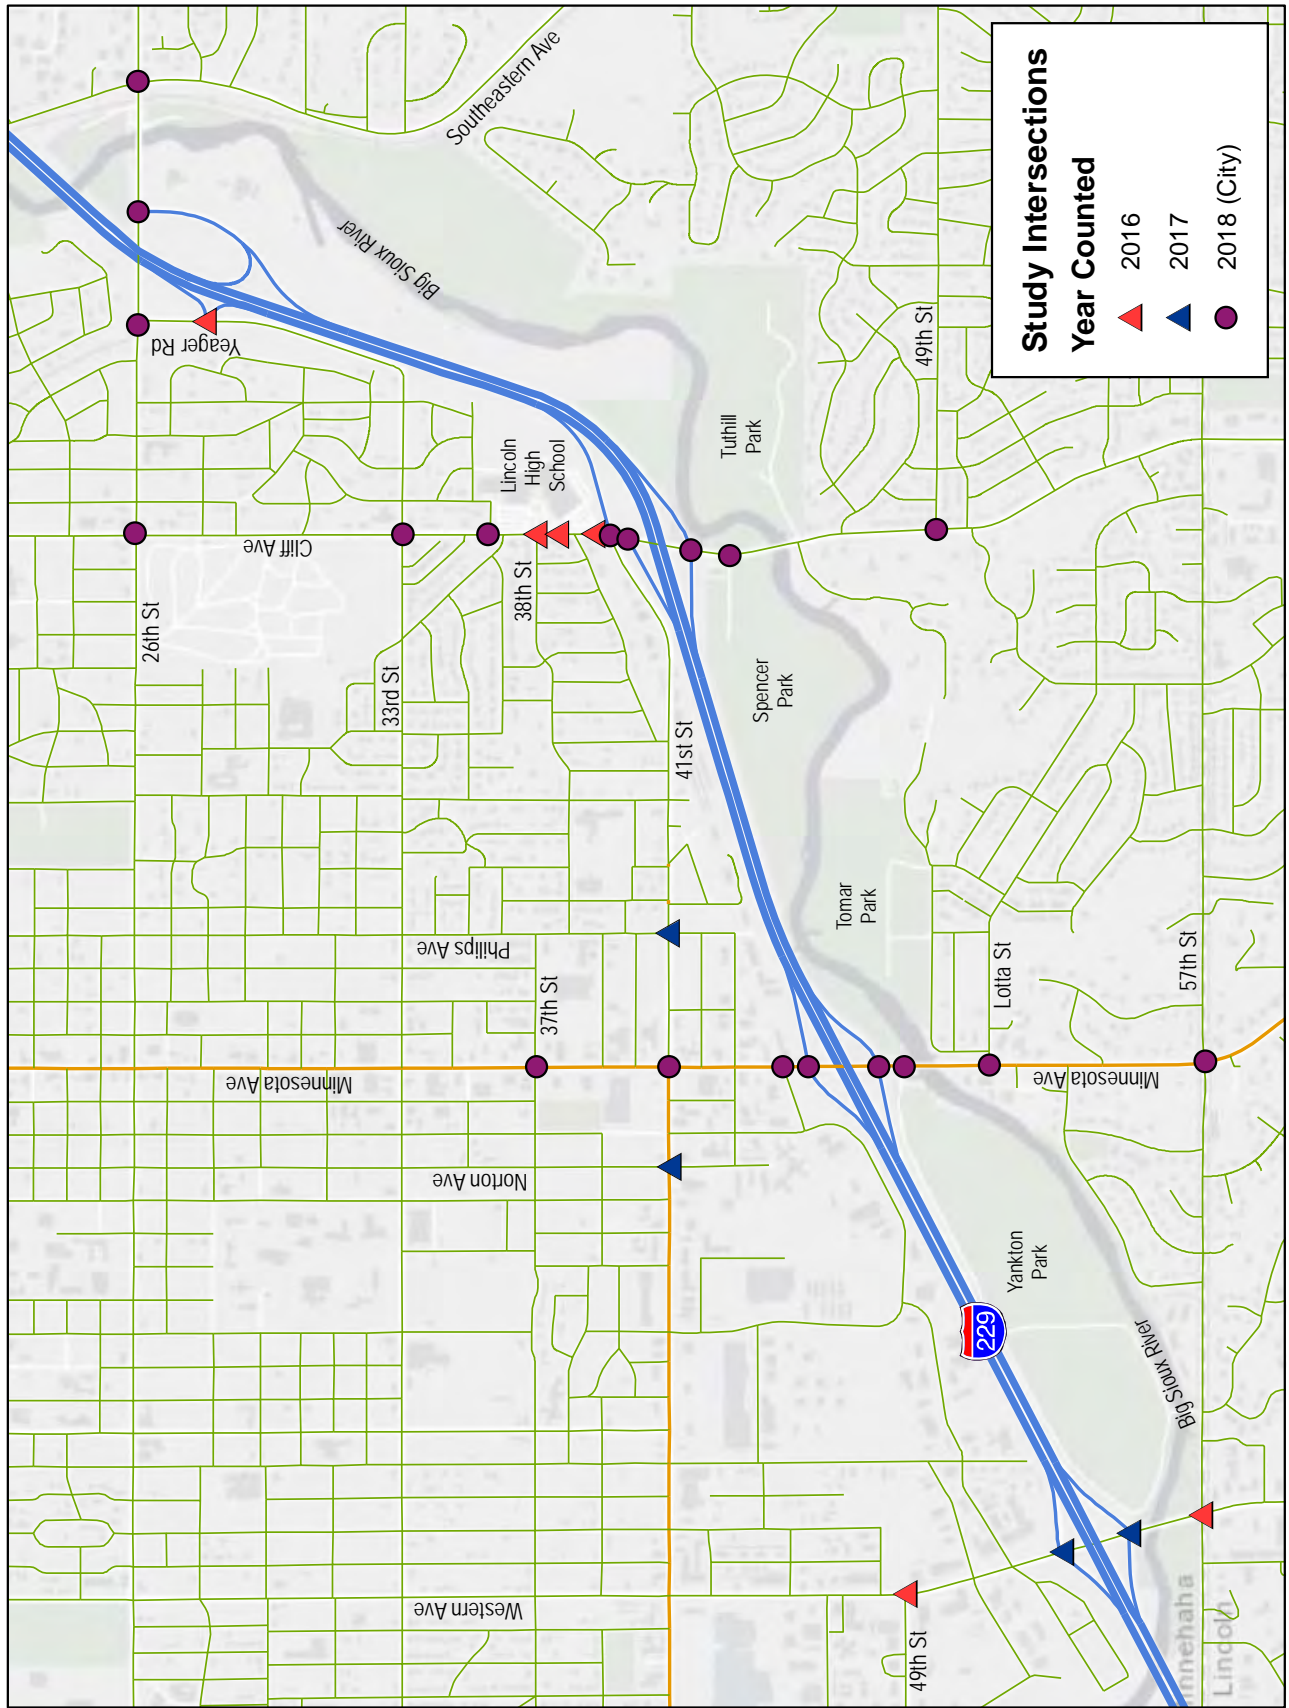 Southeastern Ave
Big Sioux River
Yeager Rd
Study Intersections
Year Counted
2016
2017
2018 (City)
49th St
Tuthill
Park
Lincoln
High
School
Cliff Ave
38th St
26th St
33rd St
41st St
Spencer
Park
Tomar
Park
Philips Ave
37th St
Lotta St
57th St
Minnesota Ave
Minnesota Ave
Norton Ave
Yankton
Park
229
Big Sioux River
Western Ave
49th St
innehaha
Lincoln